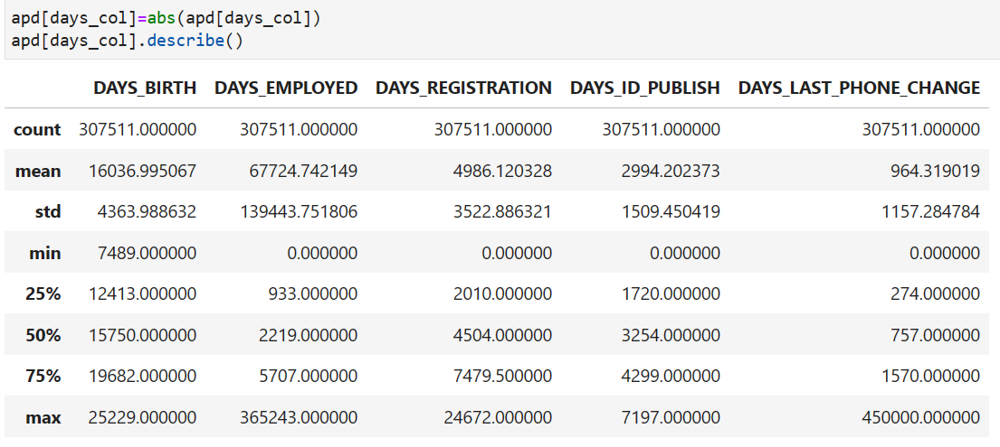 apd[days_col]=abs(apd[days_col])
apd[days_col].describe()
DAYS_BIRTH DAYS_EMPLOYED DAYS_REGISTRATION DAYS_ID_PUBLISH DAYS_LAST_PHONE_CHANGE
count 307511.000000 307511.000000 307511.000000 307511.000000 307511.000000
mean 16036.995067 67724.742149 4986.120328 2994.202373 964.319019
std 4363.988632 139443.751806 3522.886321 1509.450419 1157.284784
min 7489.000000 0.000000 0.000000 0.000000 0.000000
25% 12413.000000 933.000000 2010.000000 1720.000000 274.000000
50% 15750.000000 2219.000000 4504.000000 3254.000000 757.000000
75% 19682.000000 5707.000000 7479.500000 4299.000000 1570.000000
max 25229.000000 365243.000000 24672.000000 7197.000000 450000.000000